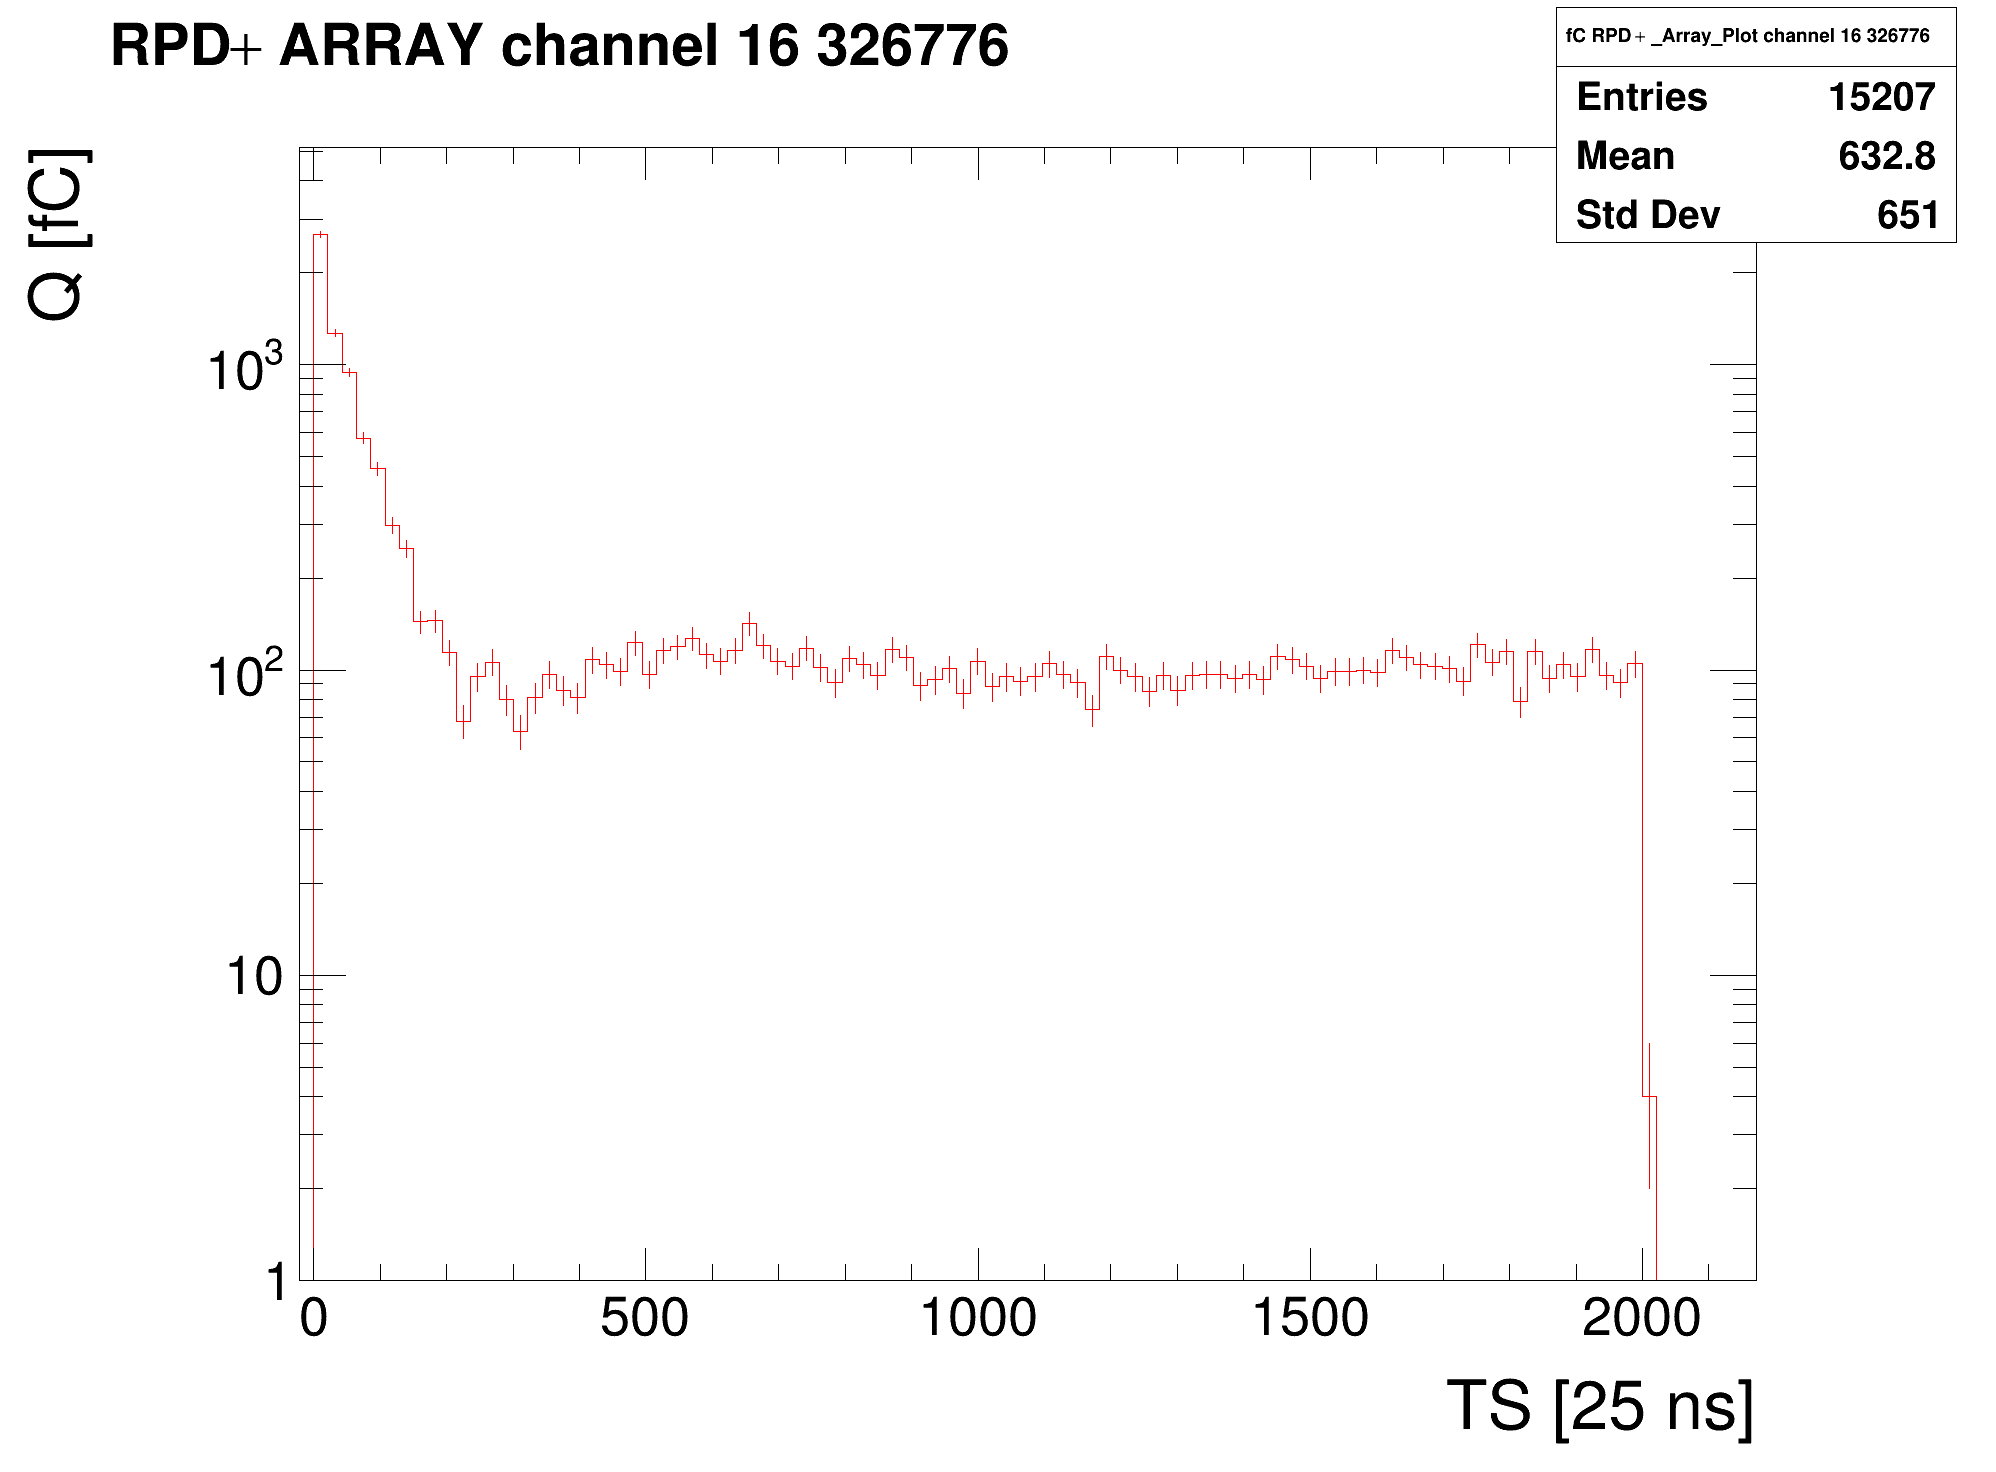 RPD+ ARRAY channel 16 326776
fC RPD+ _Array_Plot channel 16 326776
Entries 15207
Mean 632.8
Std Dev 651
Q [fC]
10³
10²
10
1
0 500 1000 1500 2000
TS [25 ns]